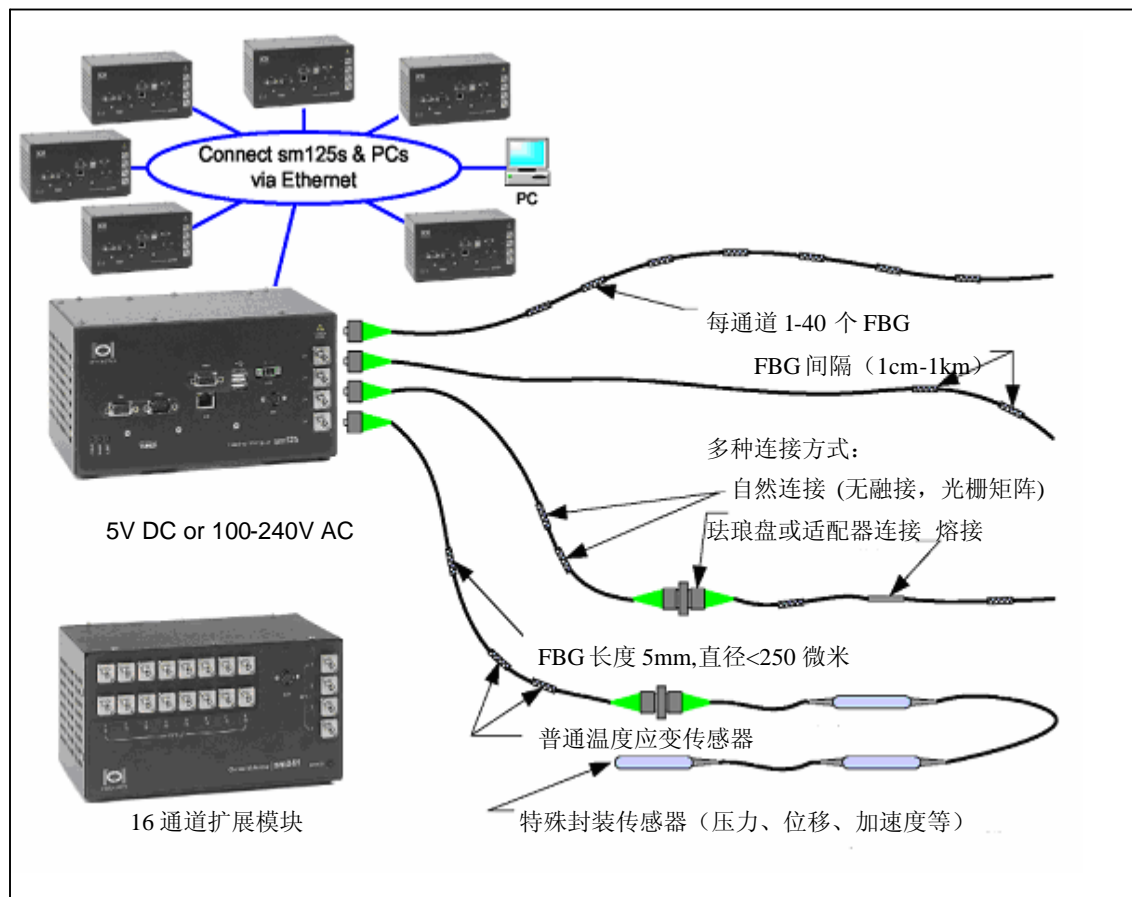 Connect sm125s & PCs
via Ethernet
PC
每通道 1-40 个 FBG
FBG 间隔（1cm-1km）
多种连接方式：
自然连接 (无融接，光栅矩阵)
5V DC or 100-240V AC
珐琅盘或适配器连接 熔接
sm125
FBG 长度 5mm,直径<250 微米
普通温度应变传感器
16 通道扩展模块
特殊封装传感器（压力、位移、加速度等）